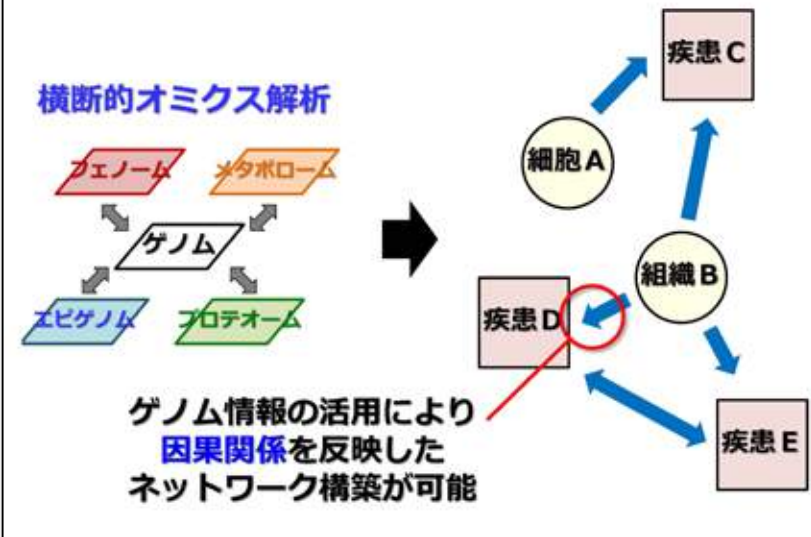 横断的オミクス解析
フェノーム
メタボローム
ゲノム
エピゲノム
プロテオーム
疾患C
細胞A
組織B
疾患D
疾患E
ゲノム情報の活用により
因果関係を反映した
ネットワーク構築が可能